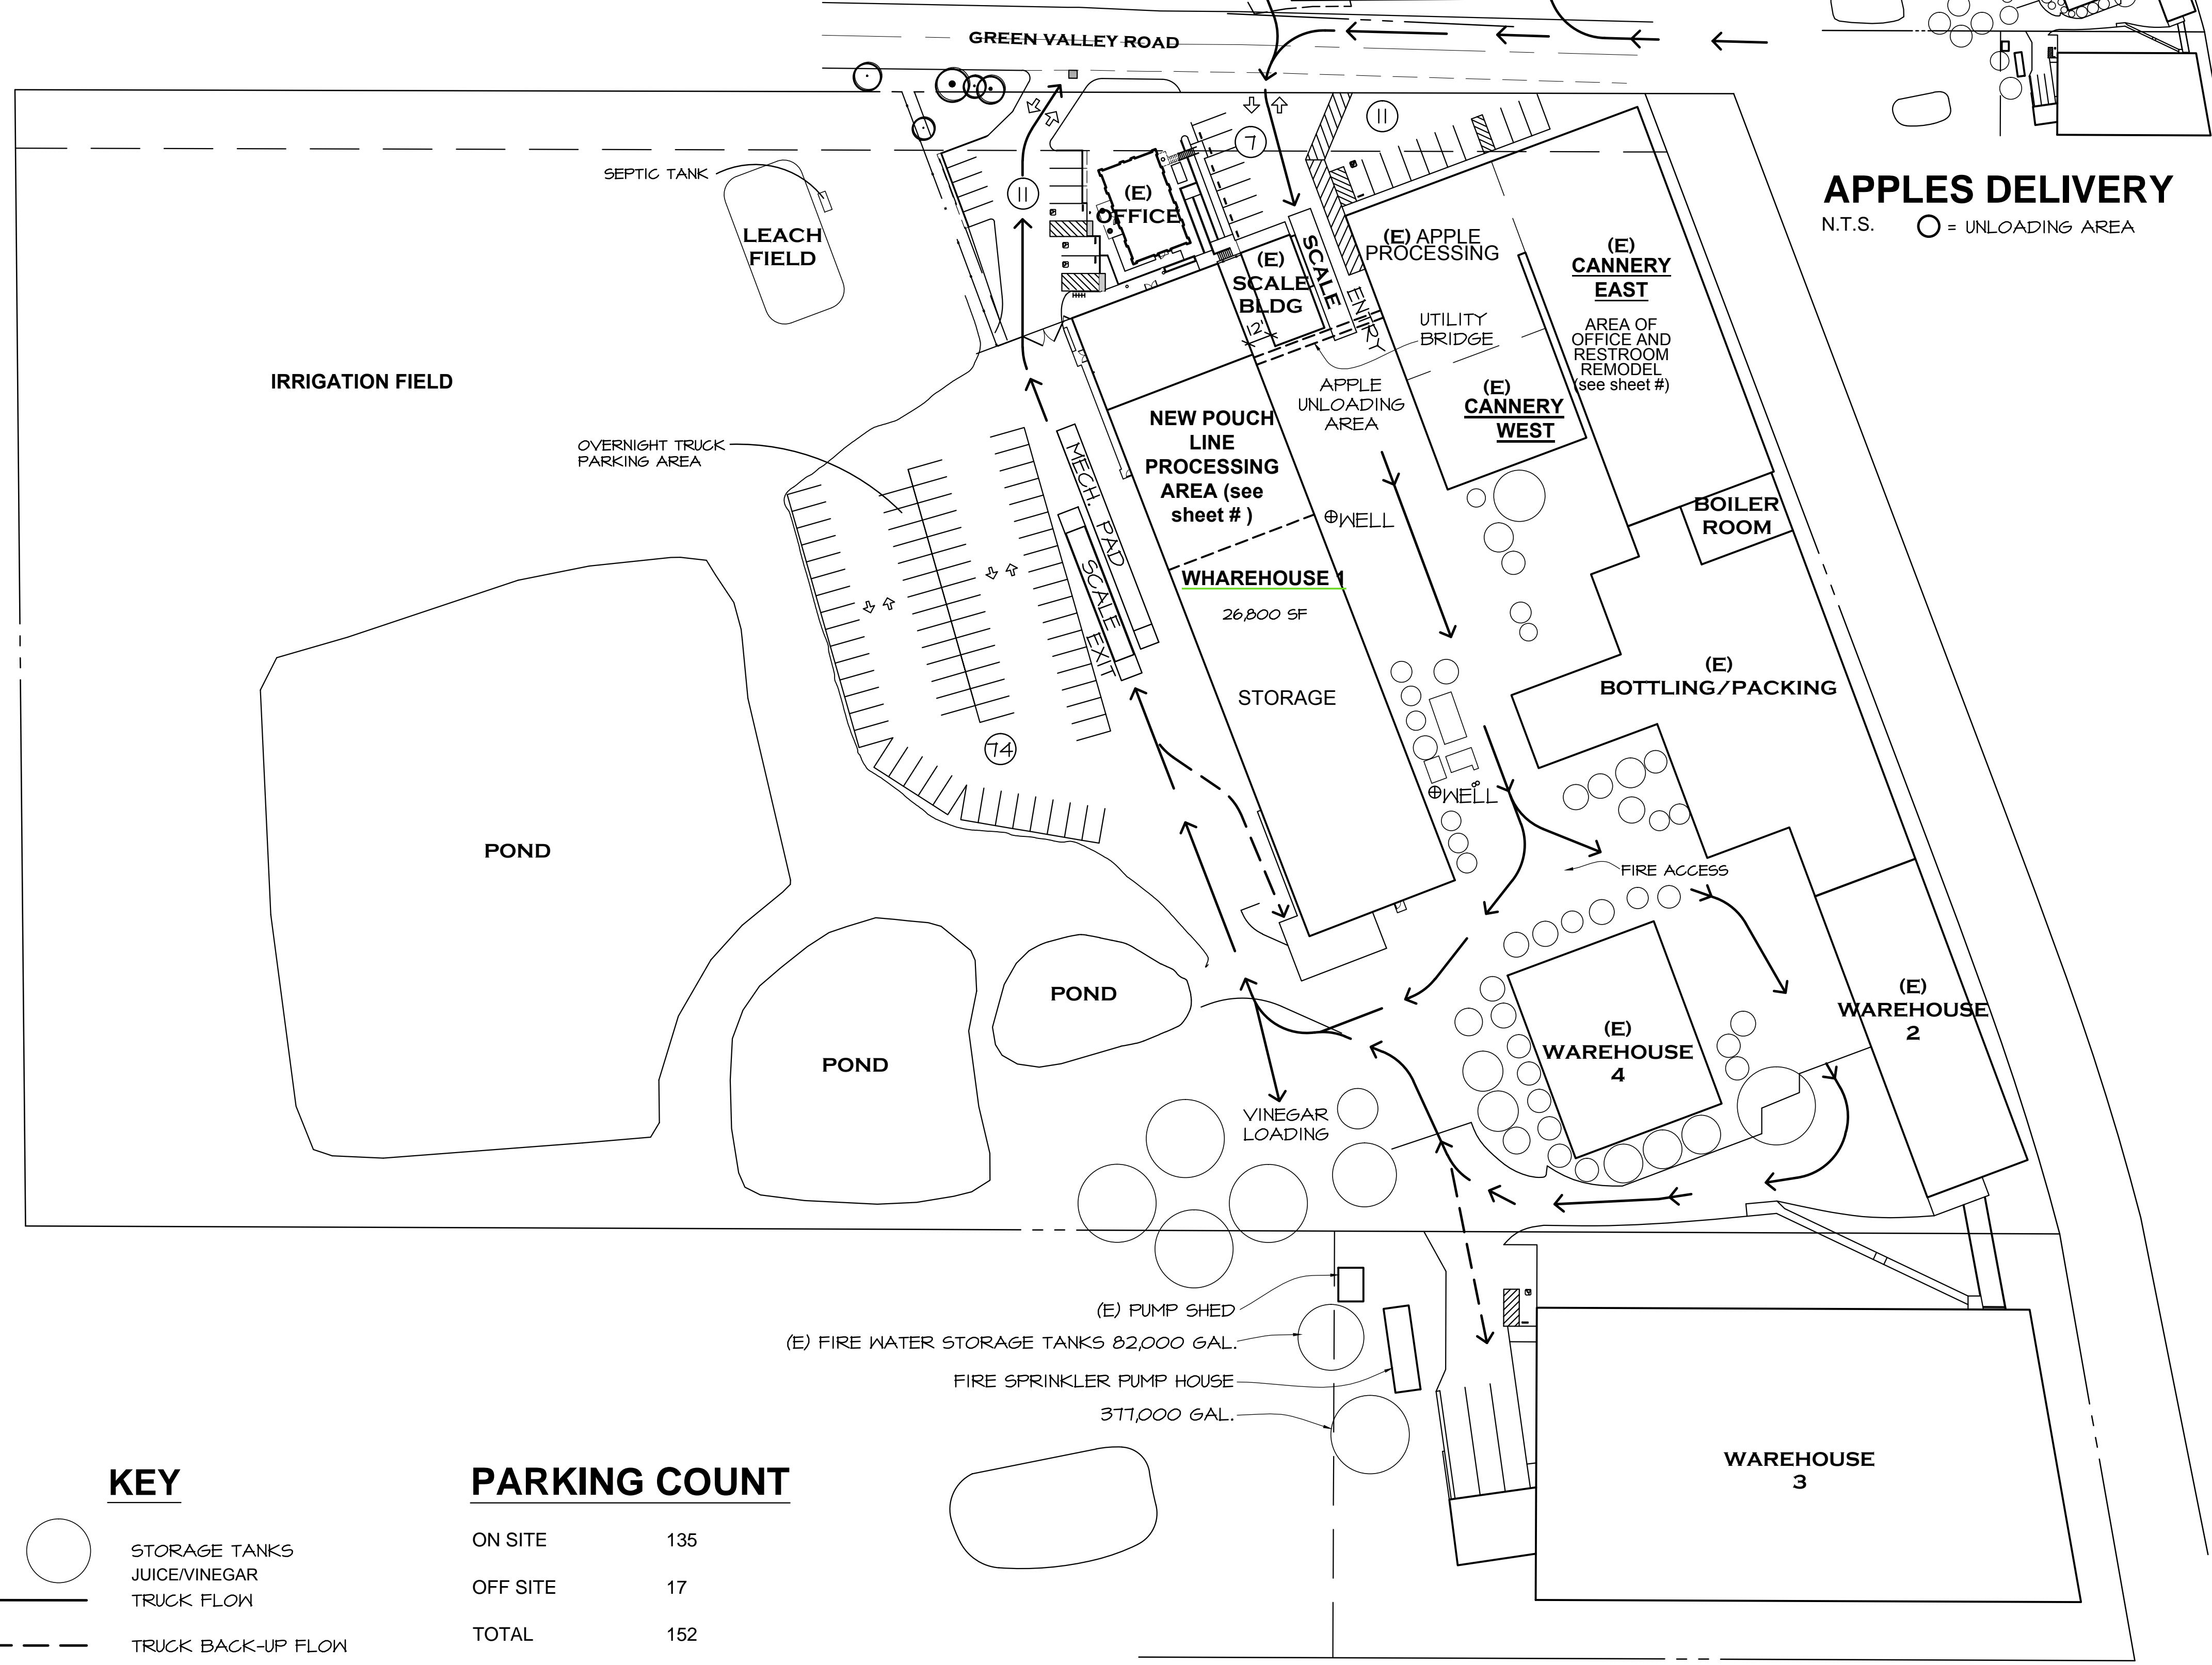 GREEN VALLEY ROAD
APPLES DELIVERY
N.T.S.
= UNLOADING AREA
11
7
11
SEPTIC TANK
LEACH
FIELD
(E)
OFFICE
(E)
SCALE
BLDG
12'
SCALE
ENTRY
(E) APPLE
PROCESSING
(E)
CANNERY
EAST
AREA OF
OFFICE AND
RESTROOM
REMODEL
(see sheet #)
UTILITY
BRIDGE
IRRIGATION FIELD
APPLE
UNLOADING
AREA
(E)
CANNERY
WEST
OVERNIGHT TRUCK
PARKING AREA
MECH. PAD
SCALE
EXIT
NEW POUCH
LINE
PROCESSING
AREA (see
sheet # )
WELL
BOILER
ROOM
WHAREHOUSE 1
26,800 SF
STORAGE
(E)
BOTTLING/PACKING
74
WELL
FIRE ACCESS
POND
POND
POND
(E)
WAREHOUSE
2
(E)
WAREHOUSE
4
VINEGAR
LOADING
(E) PUMP SHED
(E) FIRE WATER STORAGE TANKS 82,000 GAL.
FIRE SPRINKLER PUMP HOUSE
377,000 GAL.
WAREHOUSE
3
KEY
STORAGE TANKS
JUICE/VINEGAR
TRUCK FLOW
TRUCK BACK-UP FLOW
PARKING COUNT
ON SITE 135
OFF SITE 17
TOTAL 152